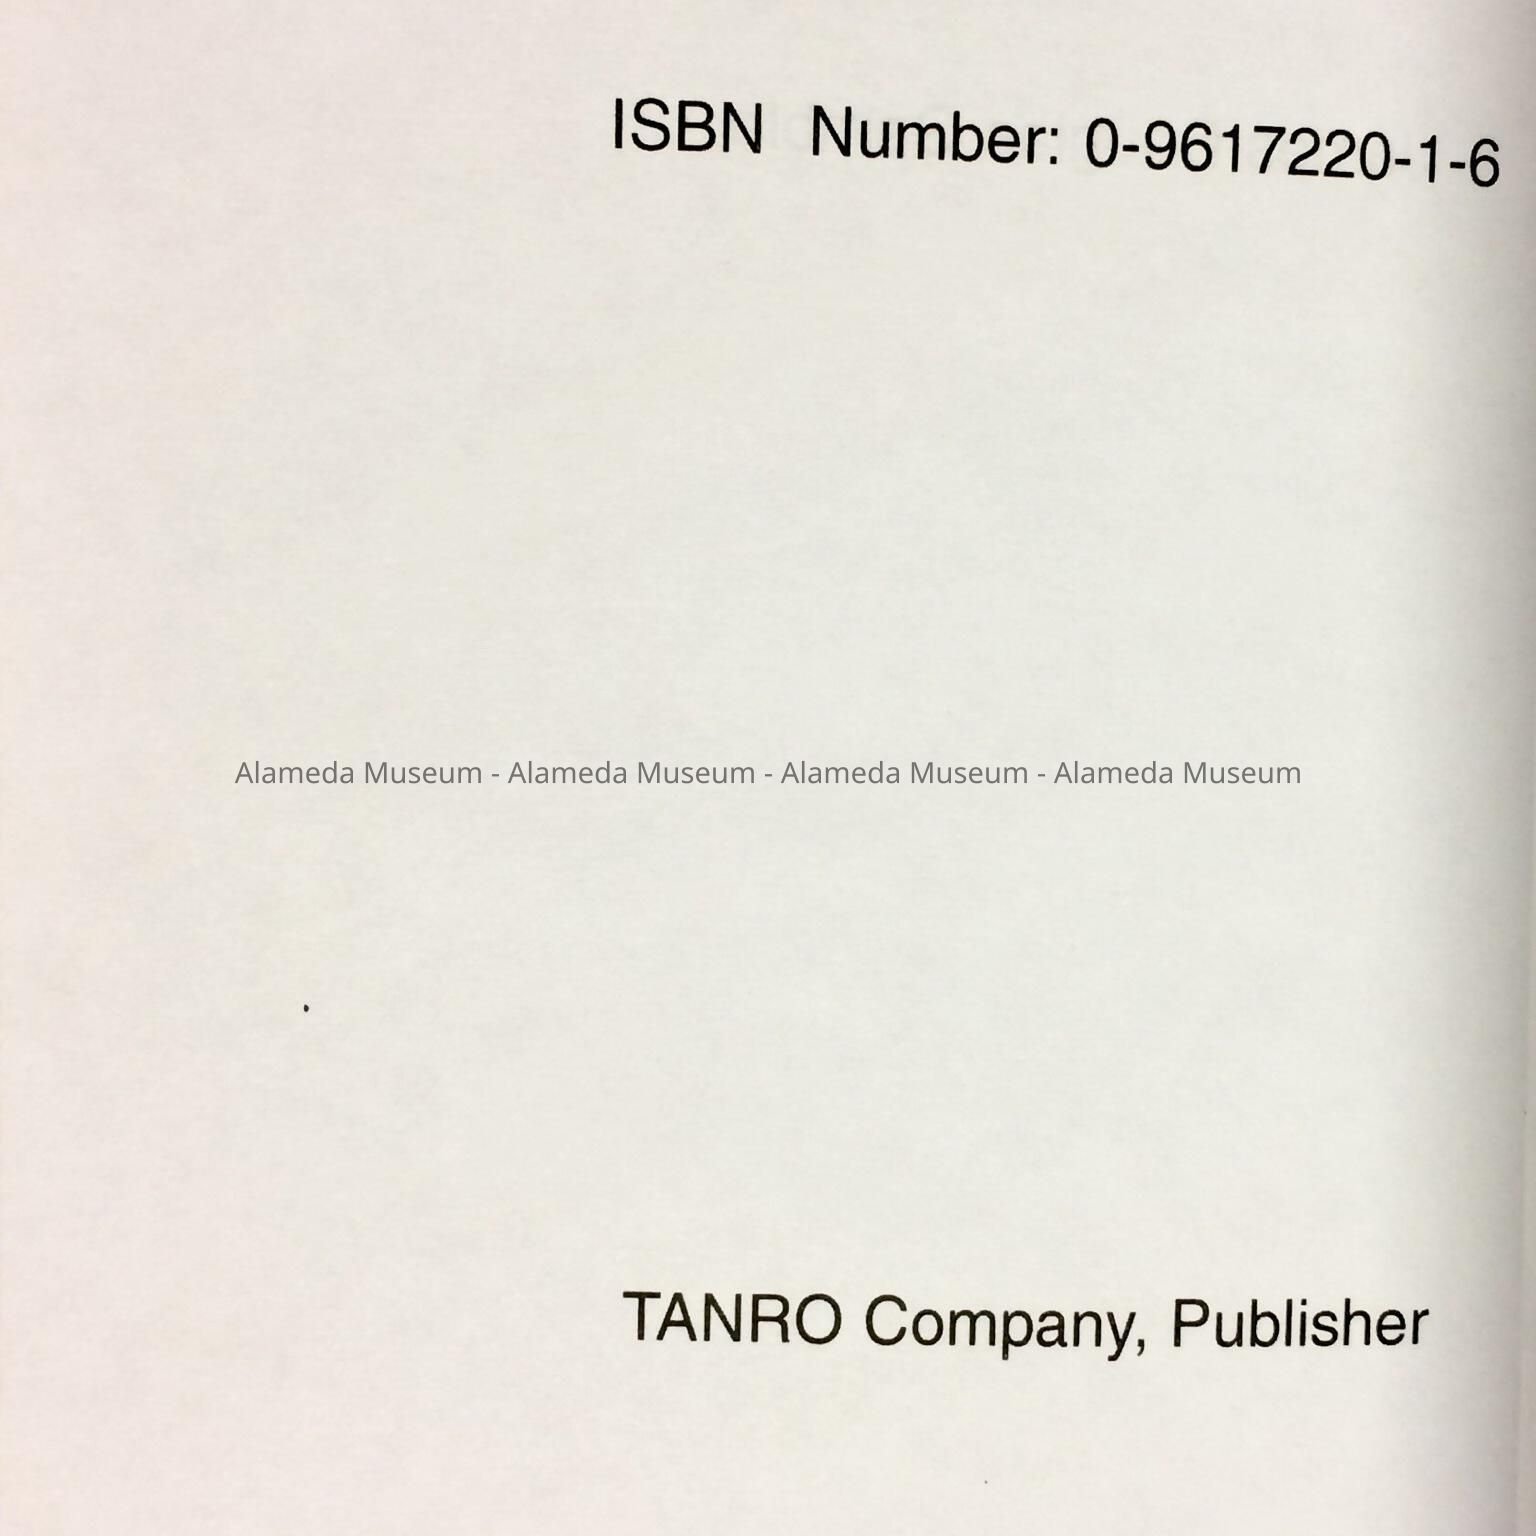 ISBN Number: 0-9617220-1-6
Alameda Museum - Alameda Museum - Alameda Museum - Alameda Museum
TANRO Company, Publisher